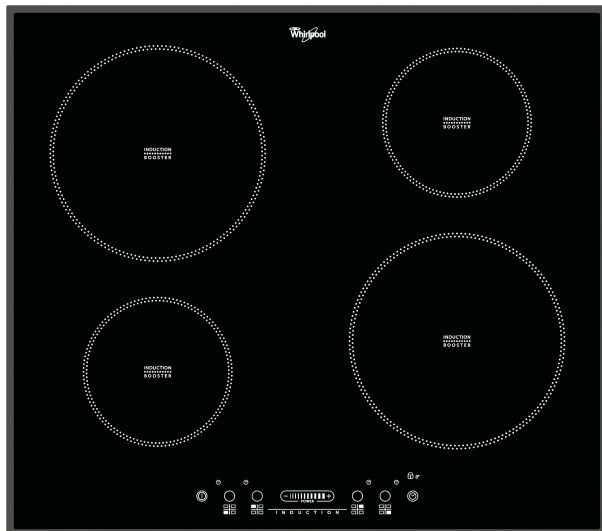 Whirlpool
INDUCTION
BOOSTER
INDUCTION
BOOSTER
INDUCTION
BOOSTER
INDUCTION
BOOSTER
− +
POWER
INDUCTION